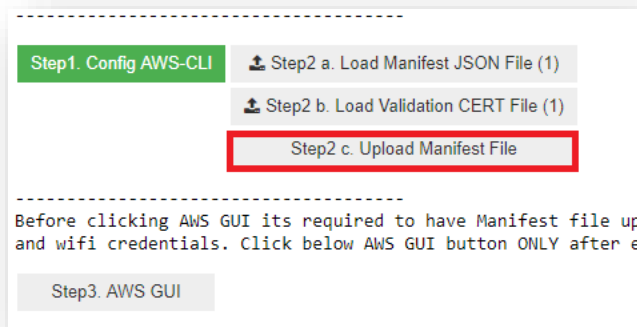 ---------------------------------------
Step1. Config AWS-CLI
Step2 a. Load Manifest JSON File (1)
Step2 b. Load Validation CERT File (1)
Step2 c. Upload Manifest File
---------------------------------------
Before clicking AWS GUI its required to have Manifest file
and wifi credentials. Click below AWS GUI button ONLY after
Step3. AWS GUI